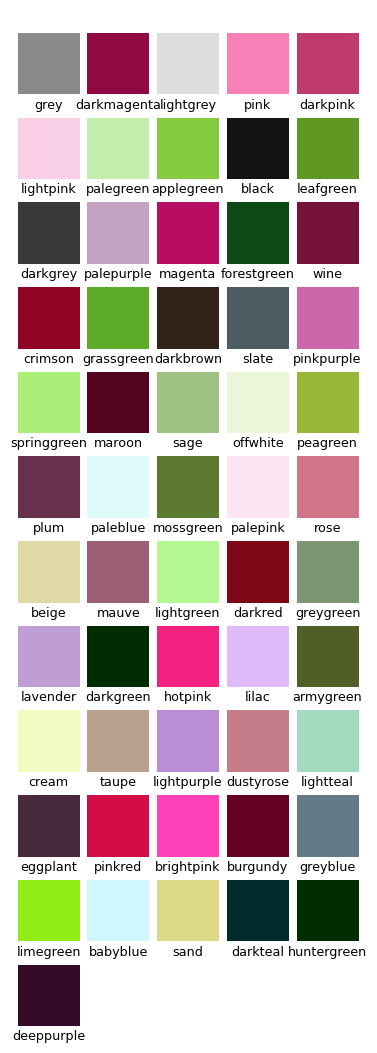 grey darkmagenta lightgrey pink darkpink
lightpink palegreen applegreen black leafgreen
darkgrey palepurple magenta forestgreen wine
crimson grassgreen darkbrown slate pinkpurple
springgreen maroon sage offwhite peagreen
plum paleblue mossgreen palepink rose
beige mauve lightgreen darkred greygreen
lavender darkgreen hotpink lilac armygreen
cream taupe lightpurple dustyrose lightteal
eggplant pinkred brightpink burgundy greyblue
limegreen babyblue sand darkteal huntergreen
deeppurple